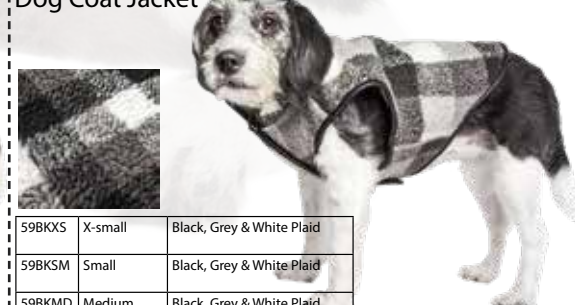 Dog Coat Jacket
59BKXS X-small Black, Grey & White Plaid
59BKSM Small Black, Grey & White Plaid
59BKMD Medium Black, Grey & White Plaid